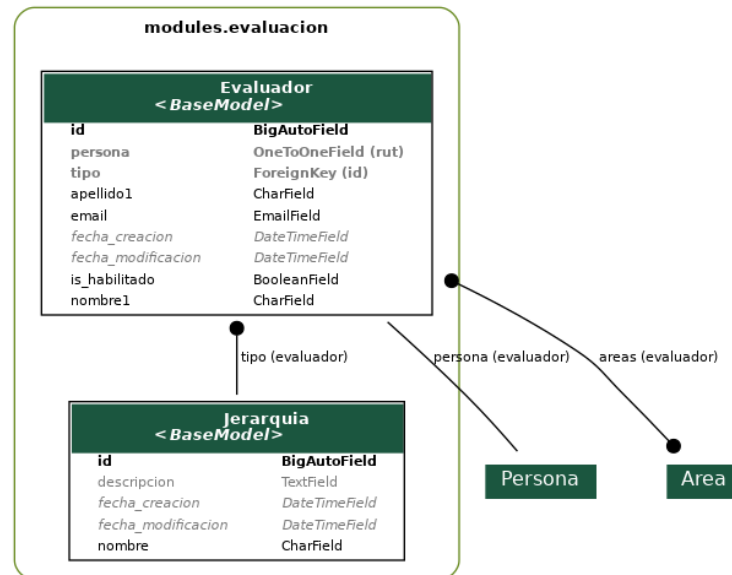 modules.evaluacion
Evaluador
<BaseModel>
id BigAutoField
persona OneToOneField (rut)
tipo ForeignKey (id)
apellido1 CharField
email EmailField
fecha_creacion DateTimeField
fecha_modificacion DateTimeField
is_habilitado BooleanField
nombre1 CharField
tipo (evaluador) persona (evaluador) areas (evaluador)
Jerarquia
<BaseModel>
id BigAutoField
descripcion TextField
fecha_creacion DateTimeField
fecha_modificacion DateTimeField
nombre CharField
Persona Area